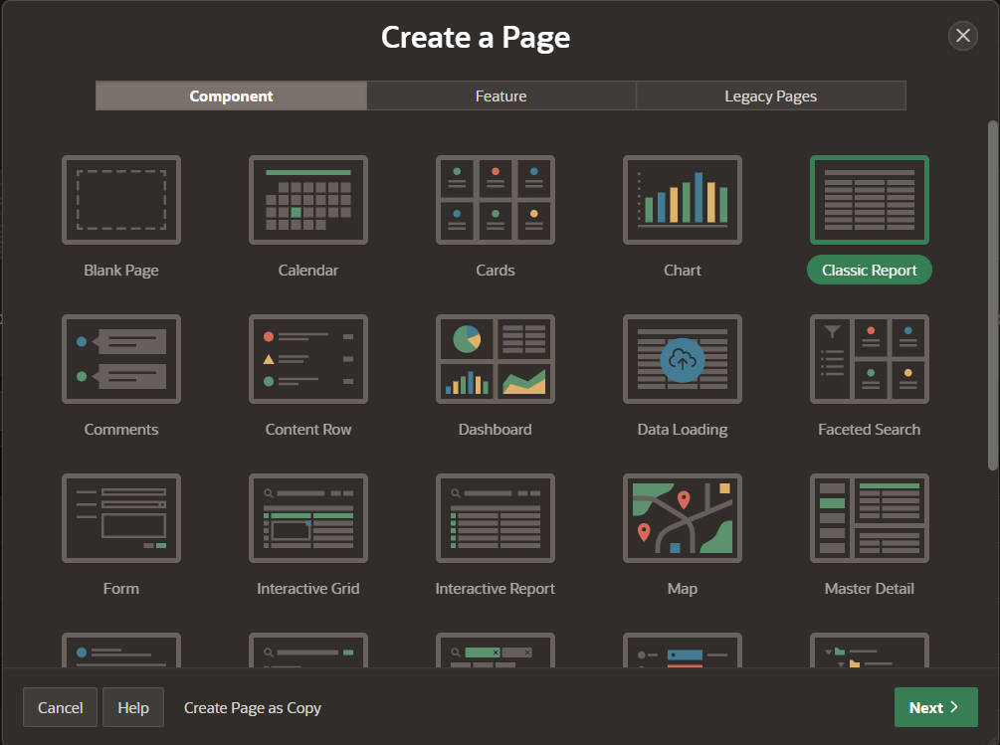 Create a Page
Component
Feature
Legacy Pages
Blank Page
Calendar
Cards
Chart
Classic Report
Comments
Content Row
Dashboard
Data Loading
Faceted Search
Form
Interactive Grid
Interactive Report
Map
Master Detail
Cancel
Help
Create Page as Copy
Next